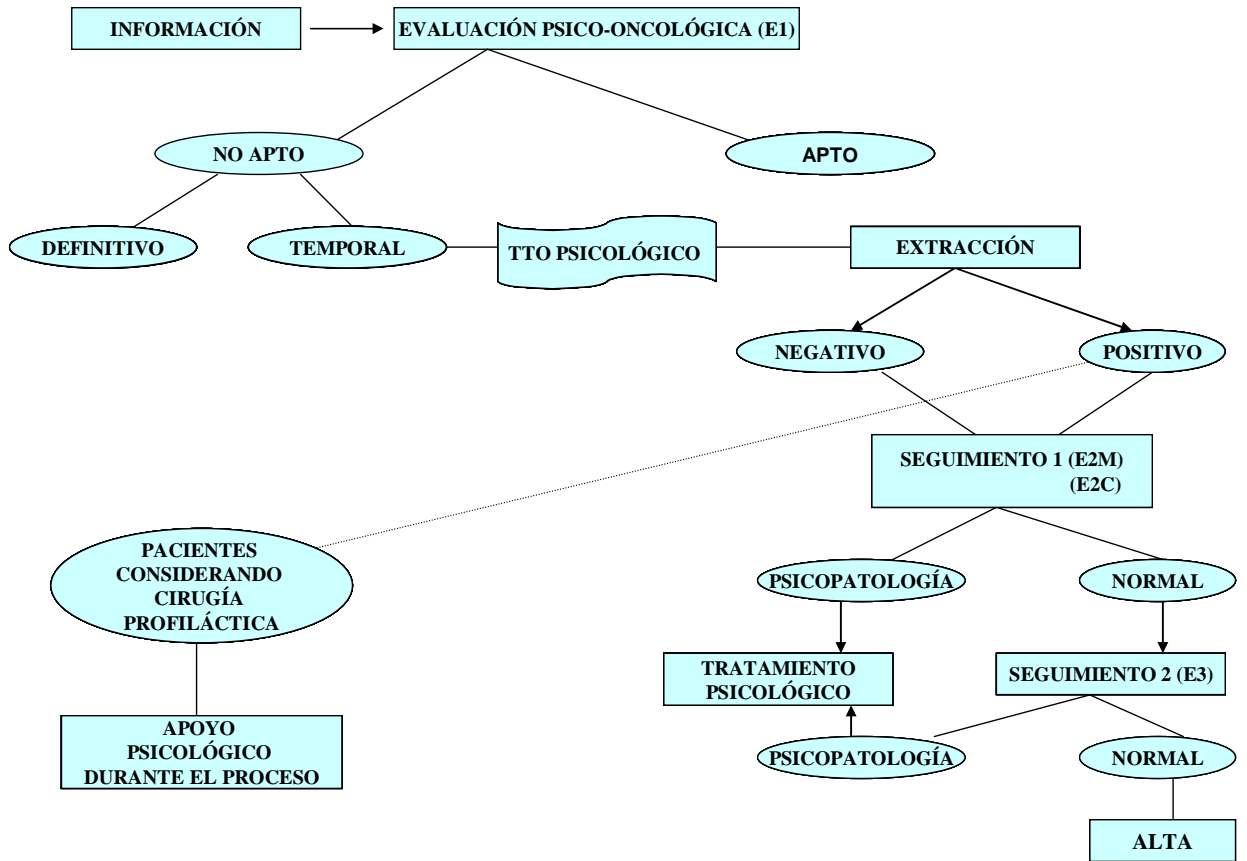 INFORMACIÓN
EVALUACIÓN PSICO-ONCOLÓGICA (E1)
NO APTO
APTO
DEFINITIVO
TEMPORAL
TTO PSICOLÓGICO
EXTRACCIÓN
NEGATIVO
POSITIVO
SEGUIMIENTO 1 (E2M)
(E2C)
PACIENTES
CONSIDERANDO
CIRUGÍA
PROFILÁCTICA
PSICOPATOLOGÍA
NORMAL
TRATAMIENTO
PSICOLÓGICO
SEGUIMIENTO 2 (E3)
APOYO
PSICOLÓGICO
DURANTE EL PROCESO
PSICOPATOLOGÍA
NORMAL
ALTA